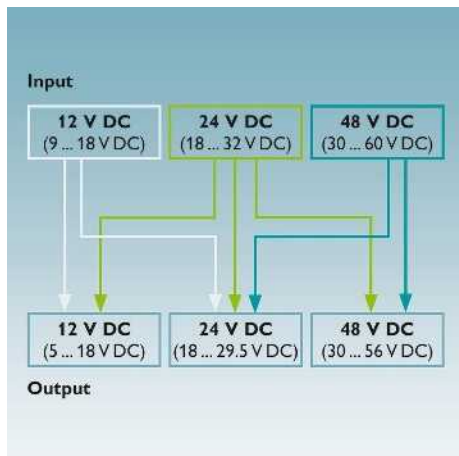 Input
12 V DC
(9 ... 18 V DC)
24 V DC
(18 ... 32 V DC)
48 V DC
(30 ... 60 V DC)
12 V DC
(5 ... 18 V DC)
24 V DC
(18 ... 29.5 V DC)
48 V DC
(30 ... 56 V DC)
Output